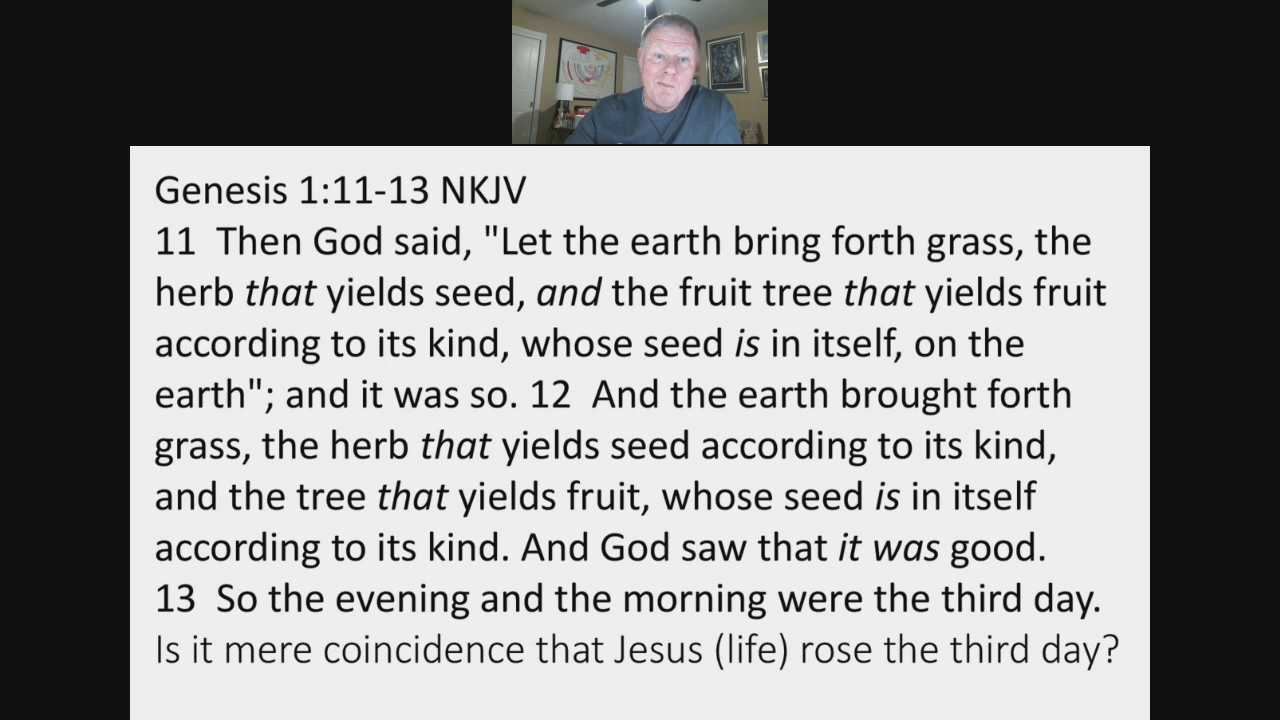 Genesis 1:11-13 NKJV
11  Then God said, "Let the earth bring forth grass, the
herb that yields seed, and the fruit tree that yields fruit
according to its kind, whose seed is in itself, on the
earth"; and it was so. 12  And the earth brought forth
grass, the herb that yields seed according to its kind,
and the tree that yields fruit, whose seed is in itself
according to its kind. And God saw that it was good.
13  So the evening and the morning were the third day.
Is it mere coincidence that Jesus (life) rose the third day?